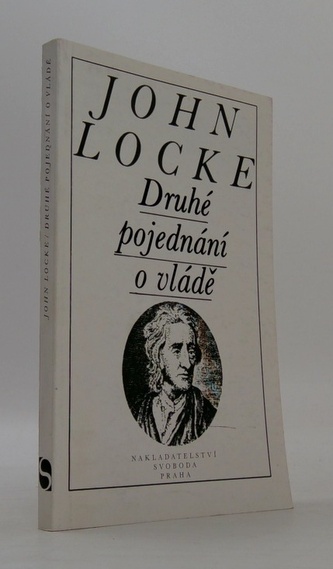 JOHN
LOCKE
Druhé
pojednání
o vládě
NAKLADATELSTVÍ
SVOBODA
PRAHA
JOHN LOCKE / DRUHÉ POJEDNÁNÍ O VLÁDĚ
S